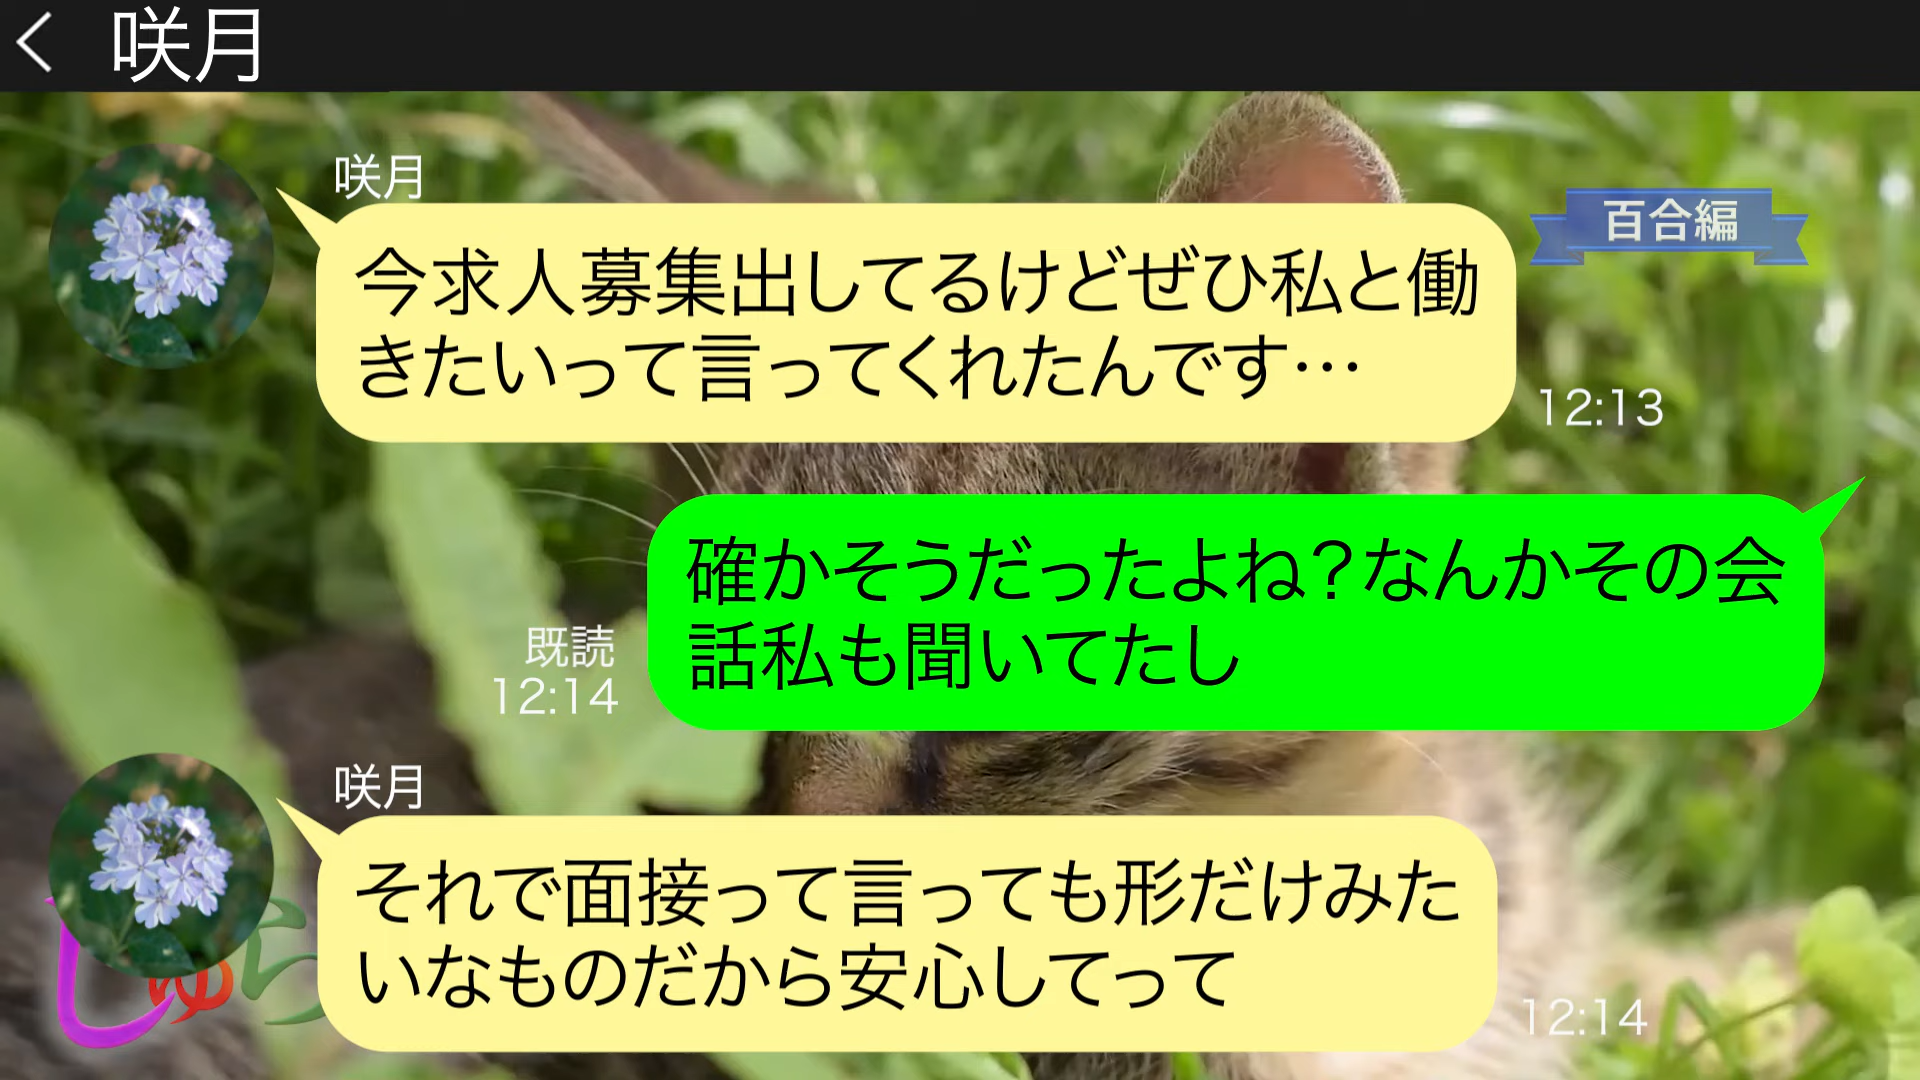 咲月
咲月
百合編
今求人募集出してるけどぜひ私と働
きたいって言ってくれたんです…
12:13
確かそうだったよね？なんかその会
話私も聞いてたし
既読
12:14
咲月
それで面接って言っても形だけみた
いなものだから安心してって
12:14
しゅら